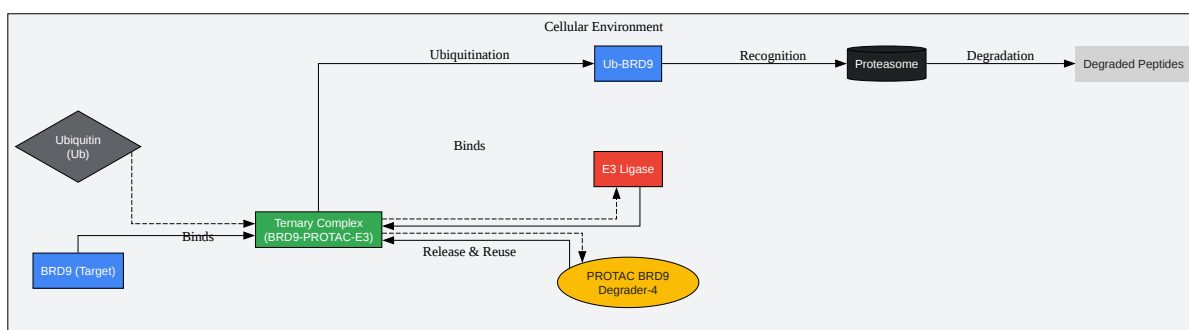 Cellular Environment
Ubiquitination
Ub-BRD9
Recognition
Proteasome
Degradation
Degraded Peptides
Ubiquitin
(Ub)
Binds
E3 Ligase
Ternary Complex
(BRD9-PROTAC-E3)
Binds
Release & Reuse
BRD9 (Target)
PROTAC BRD9
Degrader-4